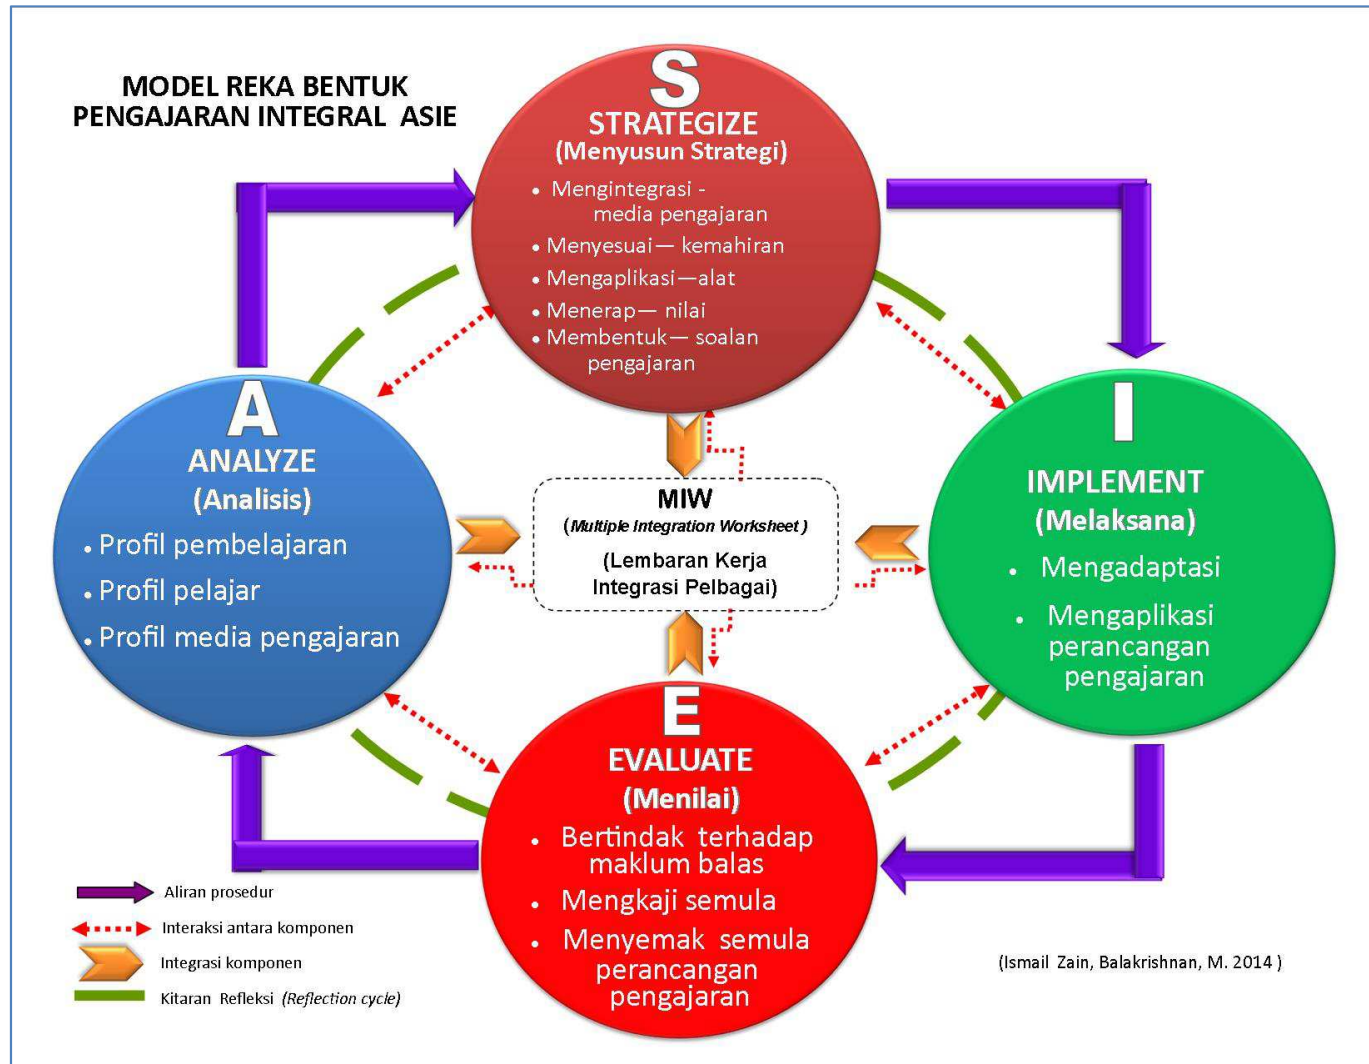 MODEL REKA BENTUK
PENGAJARAN INTEGRAL ASIE
S
STRATEGIZE
(Menyusun Strategi)
• Mengintegrasi -
media pengajaran
• Menyesuai— kemahiran
• Mengaplikasi—alat
• Menerap— nilai
• Membentuk— soalan
pengajaran
A
ANALYZE
(Analisis)
• Profil pembelajaran
• Profil pelajar
• Profil media pengajaran
MIW
(Multiple Integration Worksheet )
(Lembaran Kerja
Integrasi Pelbagai)
I
IMPLEMENT
(Melaksana)
• Mengadaptasi
• Mengaplikasi
perancangan
pengajaran
E
EVALUATE
(Menilai)
• Bertindak terhadap
maklum balas
• Mengkaji semula
• Menyemak semula
perancangan
pengajaran
Aliran prosedur
Interaksi antara komponen
Integrasi komponen
Kitaran Refleksi (Reflection cycle)
(Ismail Zain, Balakrishnan, M. 2014 )